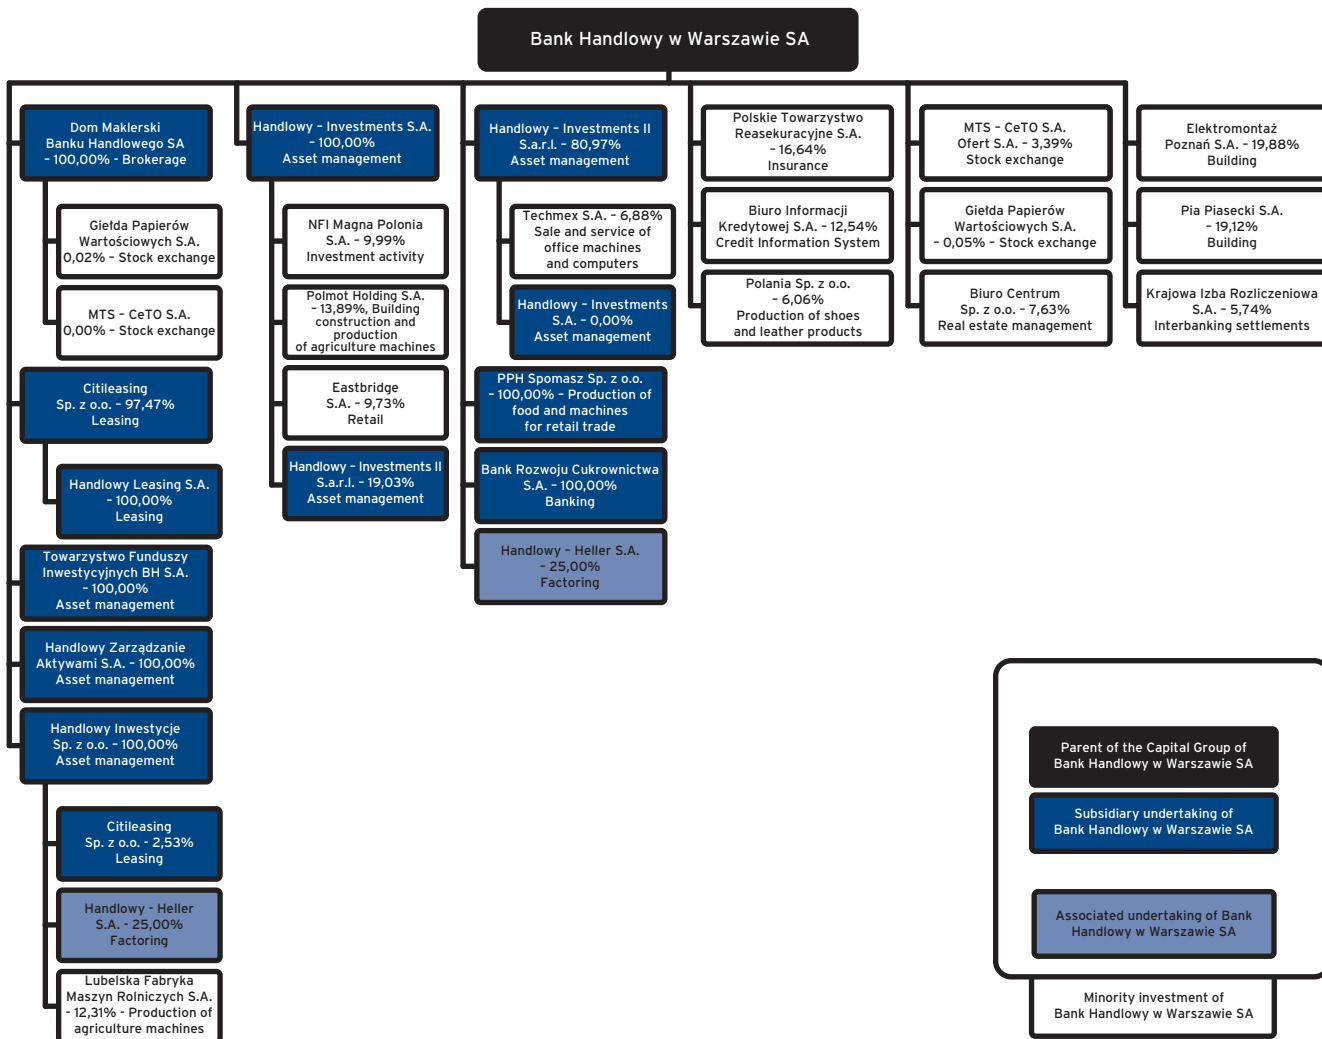 Bank Handlowy w Warszawie SA
Dom Maklerski
Banku Handlowego SA
– 100,00% - Brokerage
Giełda Papierów
Wartościowych S.A.
0,02% – Stock exchange
MTS – CeTO S.A.
0,00% – Stock exchange
Citileasing
Sp. z o.o. – 97,47%
Leasing
Handlowy Leasing S.A.
– 100,00%
Leasing
Towarzystwo Funduszy
Inwestycyjnych BH S.A.
– 100,00%
Asset management
Handlowy Zarządzanie
Aktywami S.A. – 100,00%
Asset management
Handlowy Inwestycje
Sp. z o.o. – 100,00%
Asset management
Citileasing
Sp. z o.o. - 2,53%
Leasing
Handlowy - Heller
S.A. - 25,00%
Factoring
Lubelska Fabryka
Maszyn Rolniczych S.A.
- 12,31% - Production of
agriculture machines
Handlowy – Investments S.A.
– 100,00%
Asset management
NFI Magna Polonia
S.A. – 9,99%
Investment activity
Polmot Holding S.A.
– 13,89%, Building
construction and
production
of agriculture machines
Eastbridge
S.A. – 9,73%
Retail
Handlowy – Investments II
S.a.r.l. – 19,03%
Asset management
Handlowy – Investments II
S.a.r.l. – 80,97%
Asset management
Techmex S.A. – 6,88%
Sale and service of
office machines
and computers
Handlowy – Investments
S.A. – 0,00%
Asset management
PPH Spomasz Sp. z o.o.
– 100,00% – Production of
food and machines
for retail trade
Bank Rozwoju Cukrownictwa
S.A. – 100,00%
Banking
Handlowy – Heller S.A.
– 25,00%
Factoring
Polskie Towarzystwo
Reasekuracyjne S.A.
– 16,64%
Insurance
Biuro Informacji
Kredytowej S.A. – 12,54%
Credit Information System
Polania Sp. z o.o.
– 6,06%
Production of shoes
and leather products
MTS – CeTO S.A.
Ofert S.A. – 3,39%
Stock exchange
Giełda Papierów
Wartościowych S.A.
– 0,05% – Stock exchange
Biuro Centrum
Sp. z o.o. – 7,63%
Real estate management
Elektromontaż
Poznań S.A. – 19,88%
Building
Pia Piasecki S.A.
– 19,12%
Building
Krajowa Izba Rozliczeniowa
S.A. – 5,74%
Interbanking settlements
Parent of the Capital Group of
Bank Handlowy w Warszawie SA
Subsidiary undertaking of
Bank Handlowy w Warszawie SA
Associated undertaking of Bank
Handlowy w Warszawie SA
Minority investment of
Bank Handlowy w Warszawie SA